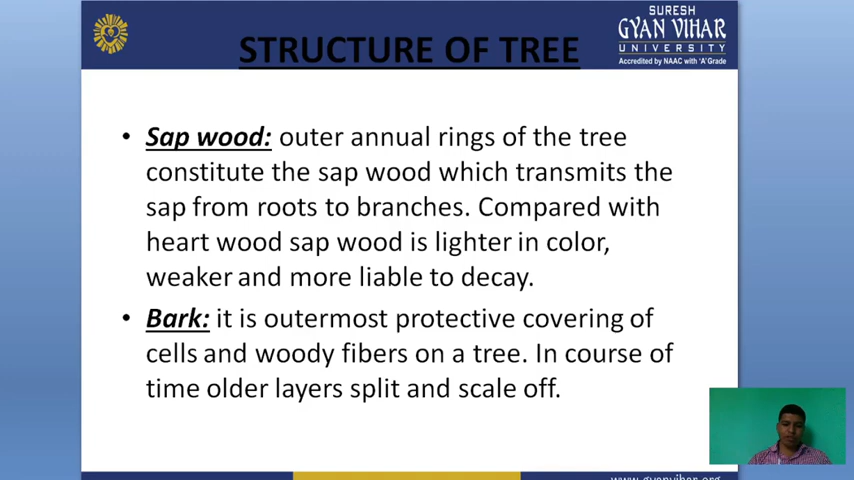 SURESH
GYAN VIHAR
UNIVERSITY
Accredited by NAAC with 'A' Grade
STRUCTURE OF TREE
• Sap wood: outer annual rings of the tree
constitute the sap wood which transmits the
sap from roots to branches. Compared with
heart wood sap wood is lighter in color,
weaker and more liable to decay.
• Bark: it is outermost protective covering of
cells and woody fibers on a tree. In course of
time older layers split and scale off.
www.gyanvihar.org